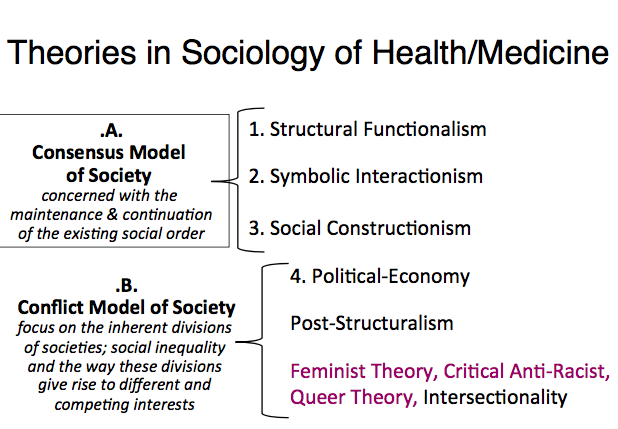 Theories in Sociology of Health/Medicine
.A.
Consensus Model
of Society
concerned with the
maintenance & continuation
of the existing social order
1. Structural Functionalism
2. Symbolic Interactionism
3. Social Constructionism
.B.
Conflict Model of Society
focus on the inherent divisions
of societies; social inequality
and the way these divisions
give rise to different and
competing interests
4. Political-Economy
Post-Structuralism
Feminist Theory, Critical Anti-Racist,
Queer Theory, Intersectionality